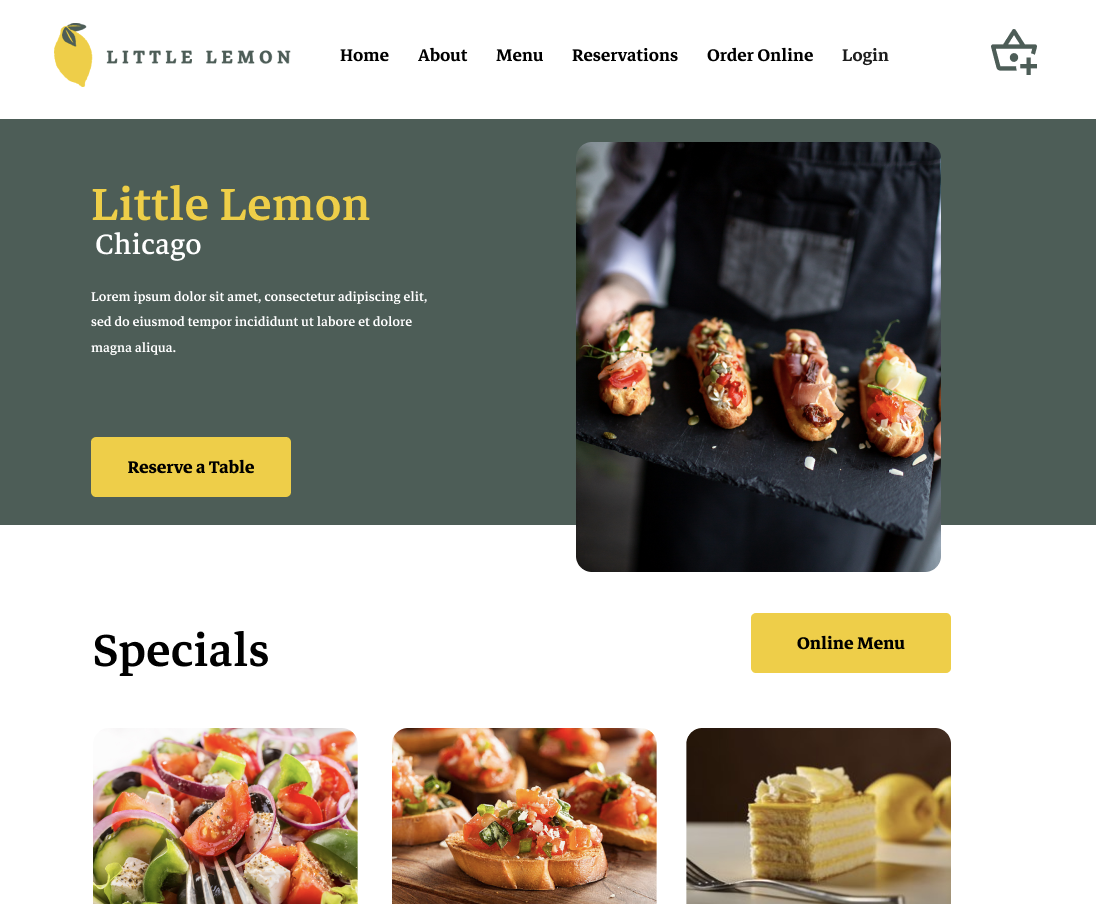 LITTLE LEMON
Home About Menu Reservations Order Online Login
Little Lemon
Chicago
Lorem ipsum dolor sit amet, consectetur adipiscing elit,
sed do eiusmod tempor incididunt ut labore et dolore
magna aliqua.
Reserve a Table
Specials
Online Menu